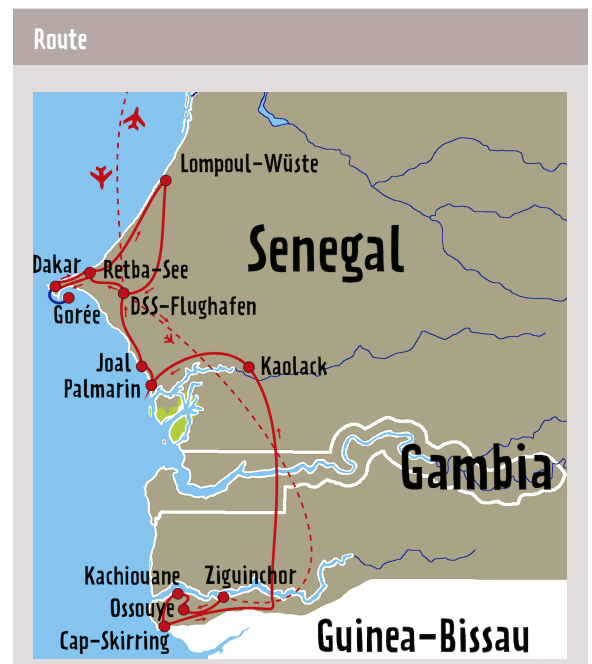 Route
Lompoul-Wüste
Senegal
Dakar
Retba-See
Gorée
DSS-Flughafen
Joal
Kaolack
Palmarin
Gambia
Kachiouane
Ziguinchor
Ossouye
Cap-Skirring
Guinea-Bissau